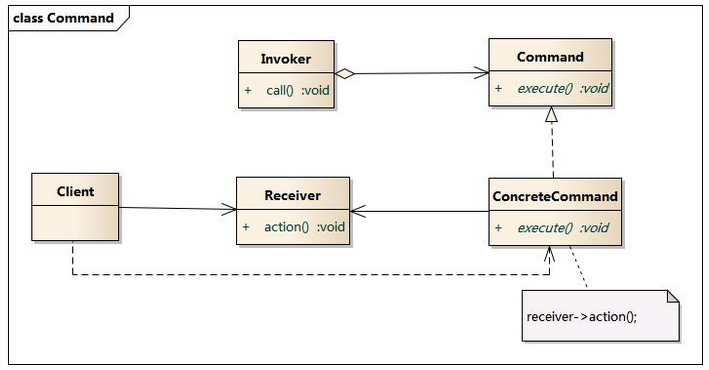 class Command
Invoker
+ call() :void
Command
+ execute() :void
Client
Receiver
+ action() :void
ConcreteCommand
+ execute() :void
receiver->action();